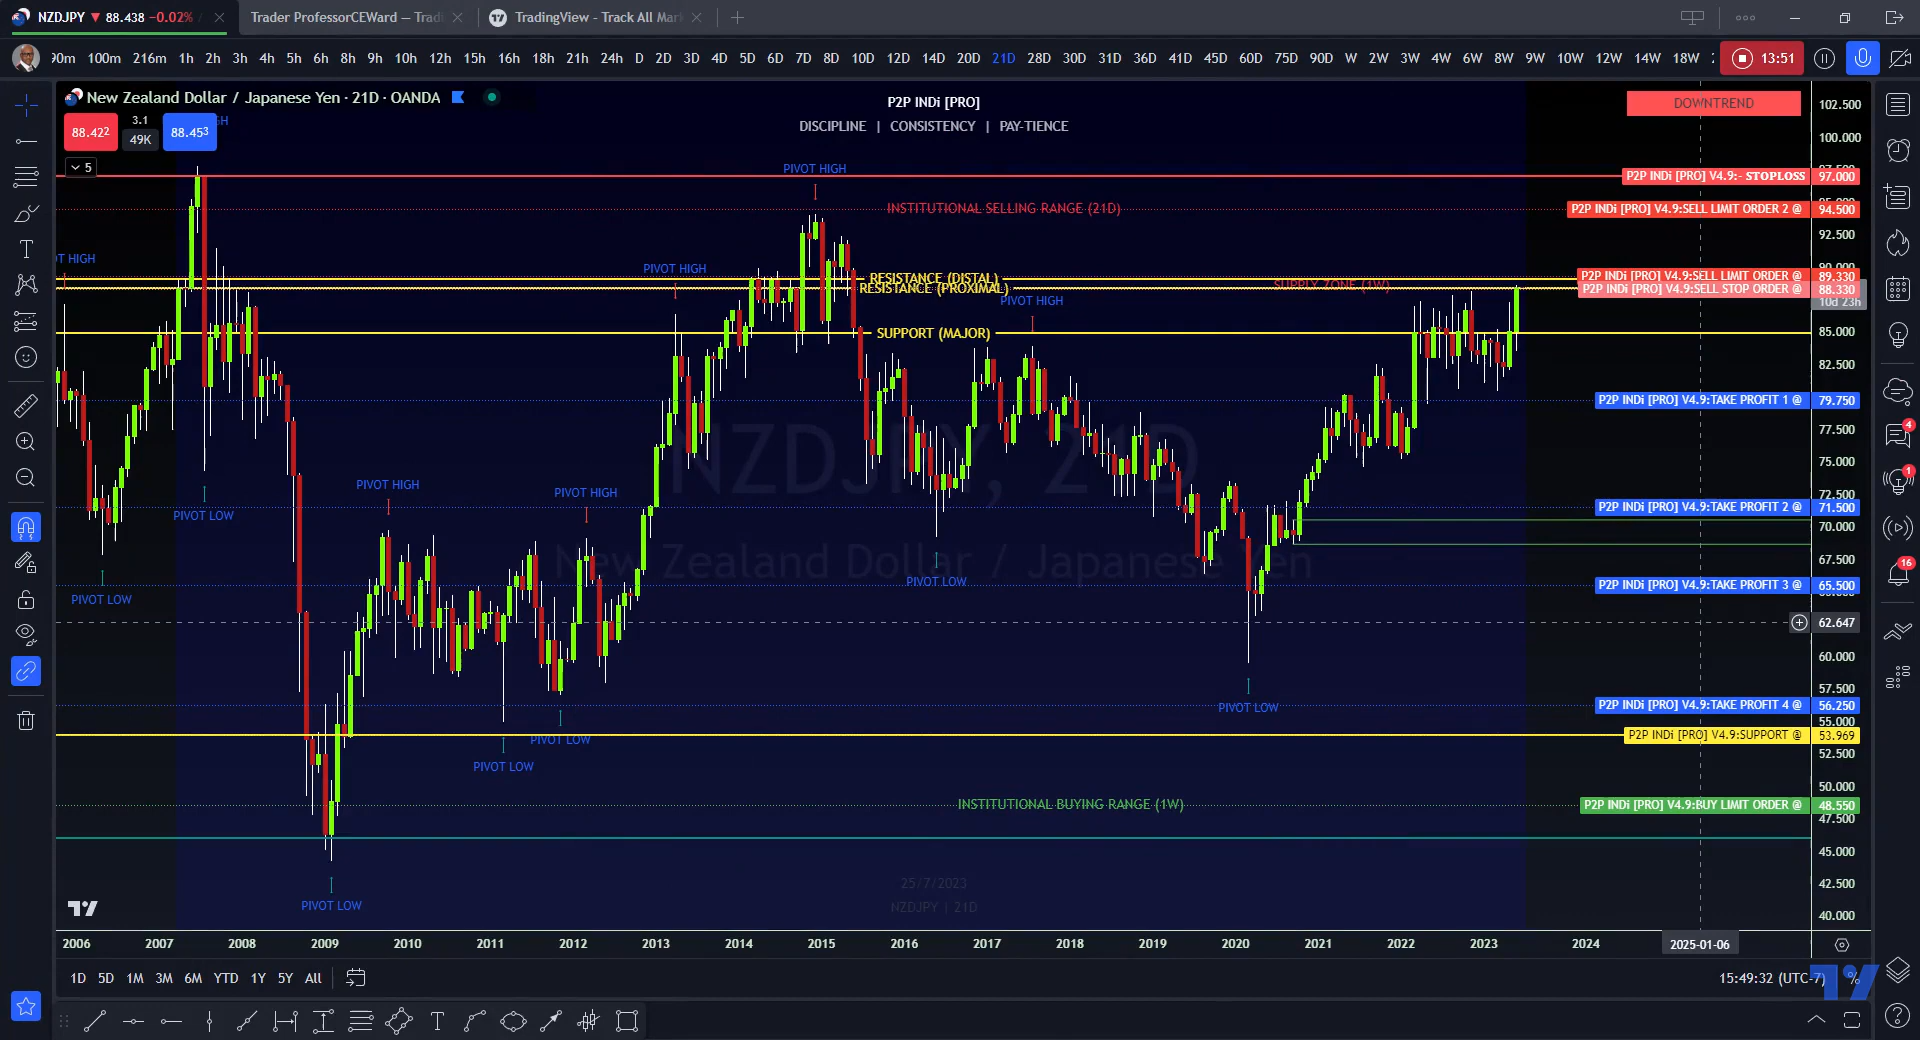 NZDJPY ▼ 88.438 −0.02% /
Trader ProfessorCEWard — Tradi
TradingView - Track All Mar
90m 100m 216m 1h 2h 3h 4h 5h 6h 7h 8h 9h 10h 12h 15h 16h 18h 21h 24h D 2D 3D 4D 5D 6D 7D 8D 10D 12D 14D 20D 21D 28D 30D 31D 36D 41D 45D 60D 75D 90D W 2W 3W 4W 6W 8W 9W 10W 12W 14W 18W
13:51
New Zealand Dollar / Japanese Yen · 21D · OANDA
88.422
3.1
49K
88.453
5
P2P INDi [PRO]
DISCIPLINE | CONSISTENCY | PAY-TIENCE
DOWNTREND
102.500
100.000
PIVOT HIGH
P2P INDi [PRO] V4.9:- STOPLOSS 97.000
INSTITUTIONAL SELLING RANGE (21D)
P2P INDi [PRO] V4.9:SELL LIMIT ORDER 2 @ 94.500
92.500
OT HIGH
PIVOT HIGH
90.000
RESISTANCE (DISTAL)
P2P INDi [PRO] V4.9:SELL LIMIT ORDER @ 89.330
RESISTANCE (PROXIMAL)
SUPPLY ZONE (1W)
P2P INDi [PRO] V4.9:SELL STOP ORDER @ 88.330
10d 23h
PIVOT HIGH
SUPPORT (MAJOR)
85.000
82.500
P2P INDi [PRO] V4.9:TAKE PROFIT 1 @ 79.750
77.500
NZDJPY, 21D
75.000
PIVOT HIGH
PIVOT HIGH
72.500
P2P INDi [PRO] V4.9:TAKE PROFIT 2 @ 71.500
PIVOT LOW
70.000
New Zealand Dollar / Japanese Yen
67.500
PIVOT LOW
P2P INDi [PRO] V4.9:TAKE PROFIT 3 @ 65.500
PIVOT LOW
62.647
60.000
57.500
PIVOT LOW
P2P INDi [PRO] V4.9:TAKE PROFIT 4 @ 56.250
55.000
PIVOT LOW
P2P INDi [PRO] V4.9:SUPPORT @ 53.969
52.500
PIVOT LOW
50.000
INSTITUTIONAL BUYING RANGE (1W)
P2P INDi [PRO] V4.9:BUY LIMIT ORDER @ 48.550
47.500
45.000
25/7/2023
42.500
PIVOT LOW
NZDJPY | 21D
40.000
2006 2007 2008 2009 2010 2011 2012 2013 2014 2015 2016 2017 2018 2019 2020 2021 2022 2023 2024 2025-01-06
1D 5D 1M 3M 6M YTD 1Y 5Y All
15:49:32 (UTC-7) %
4
1
16